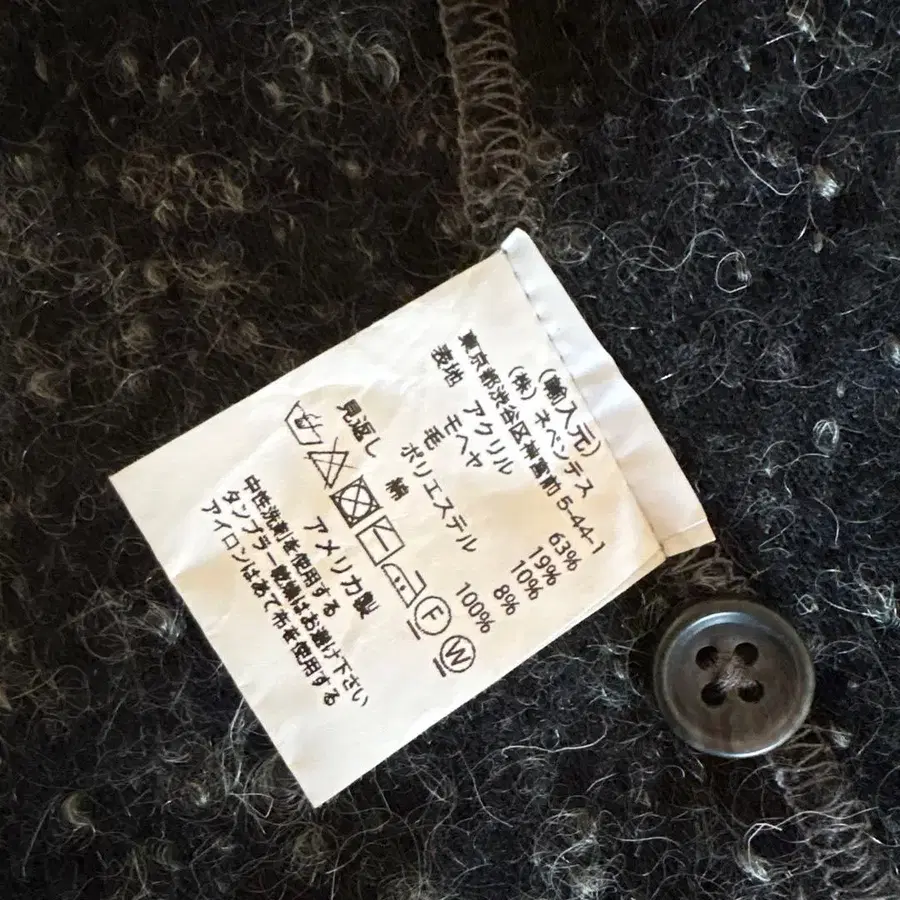 (輸入元)
(株)ネペンテス
東京都渋谷区神宮前 5-44-1
表地 アクリル 63%
モヘヤ 19%
毛 10%
ポリエステル 8%
見返し 綿 100%
F
W
アメリカ製
中性洗剤を使用する
タンブラー乾燥はお避け下さい
アイロンはあて布を使用する